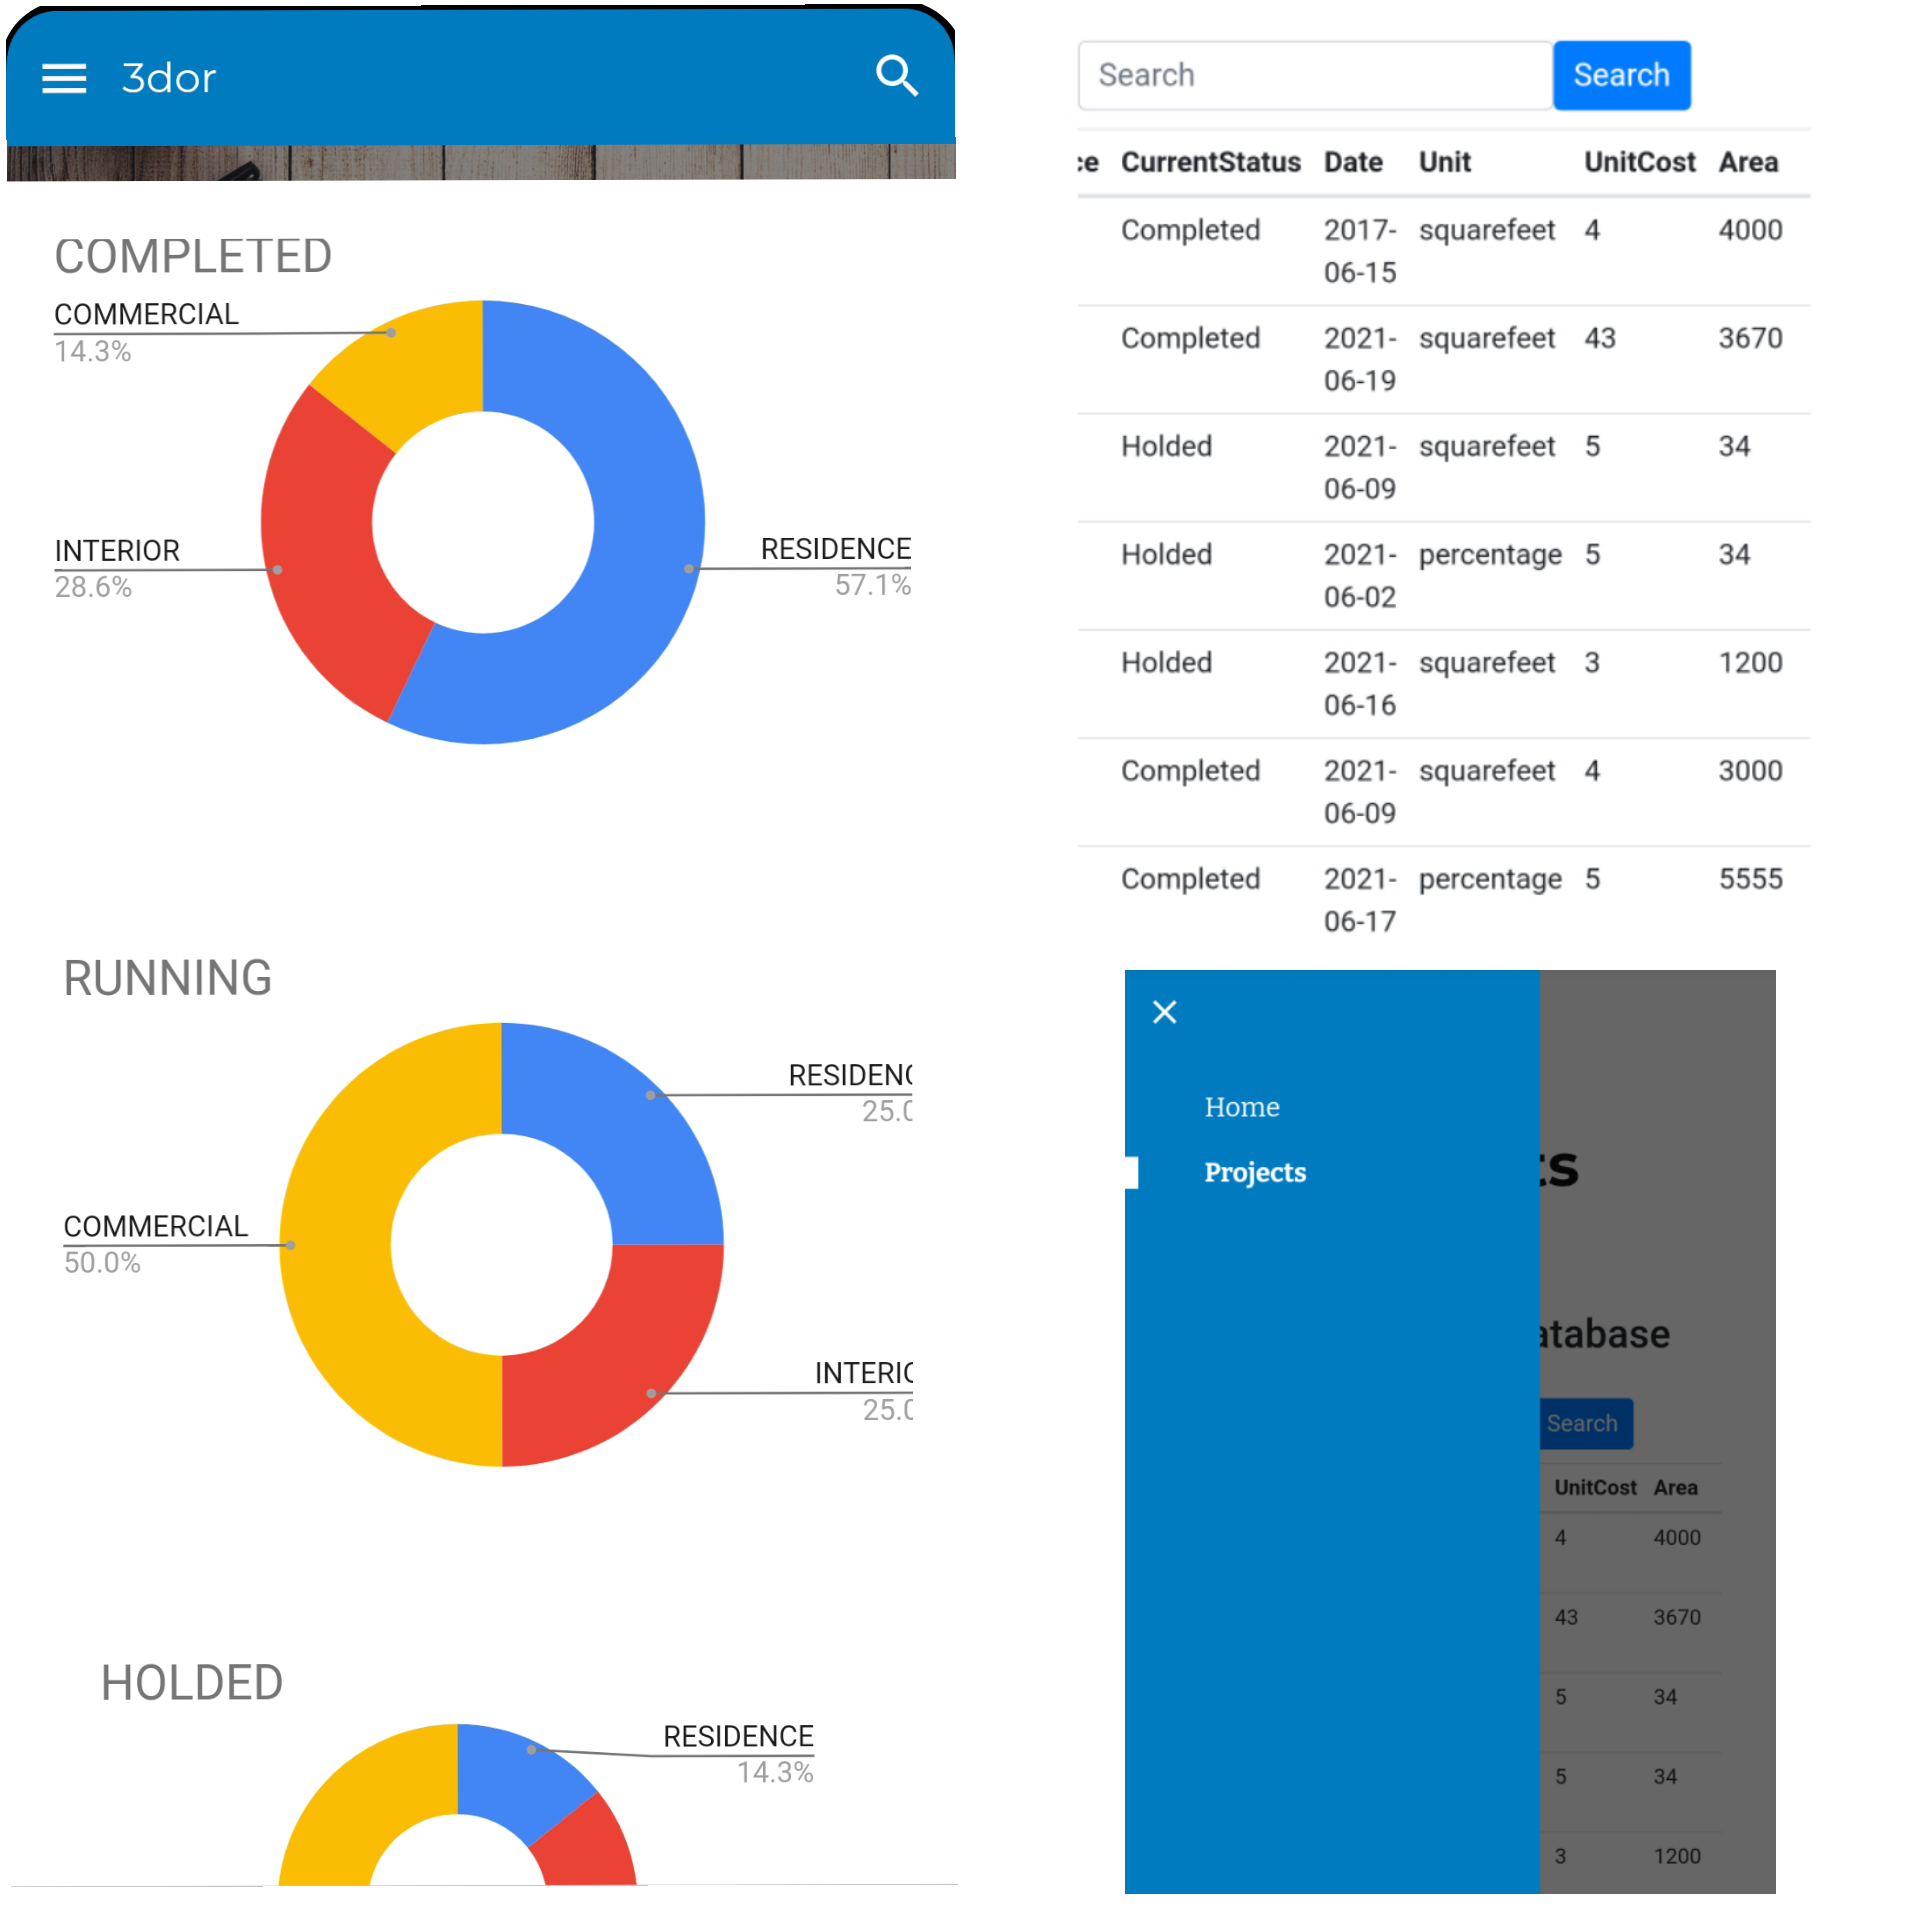 3dor
COMPLETED
COMMERCIAL
14.3%
INTERIOR
28.6%
RESIDENCE
57.1%
RUNNING
RESIDENC
25.0
COMMERCIAL
50.0%
INTERIC
25.0
HOLDED
RESIDENCE
14.3%
Search Search
ce CurrentStatus Date Unit UnitCost Area
Completed 2017- squarefeet 4 4000
06-15
Completed 2021- squarefeet 43 3670
06-19
Holded 2021- squarefeet 5 34
06-09
Holded 2021- percentage 5 34
06-02
Holded 2021- squarefeet 3 1200
06-16
Completed 2021- squarefeet 4 3000
06-09
Completed 2021- percentage 5 5555
06-17
Home
Projects
ts
atabase
Search
UnitCost Area
4 4000
43 3670
5 34
5 34
3 1200